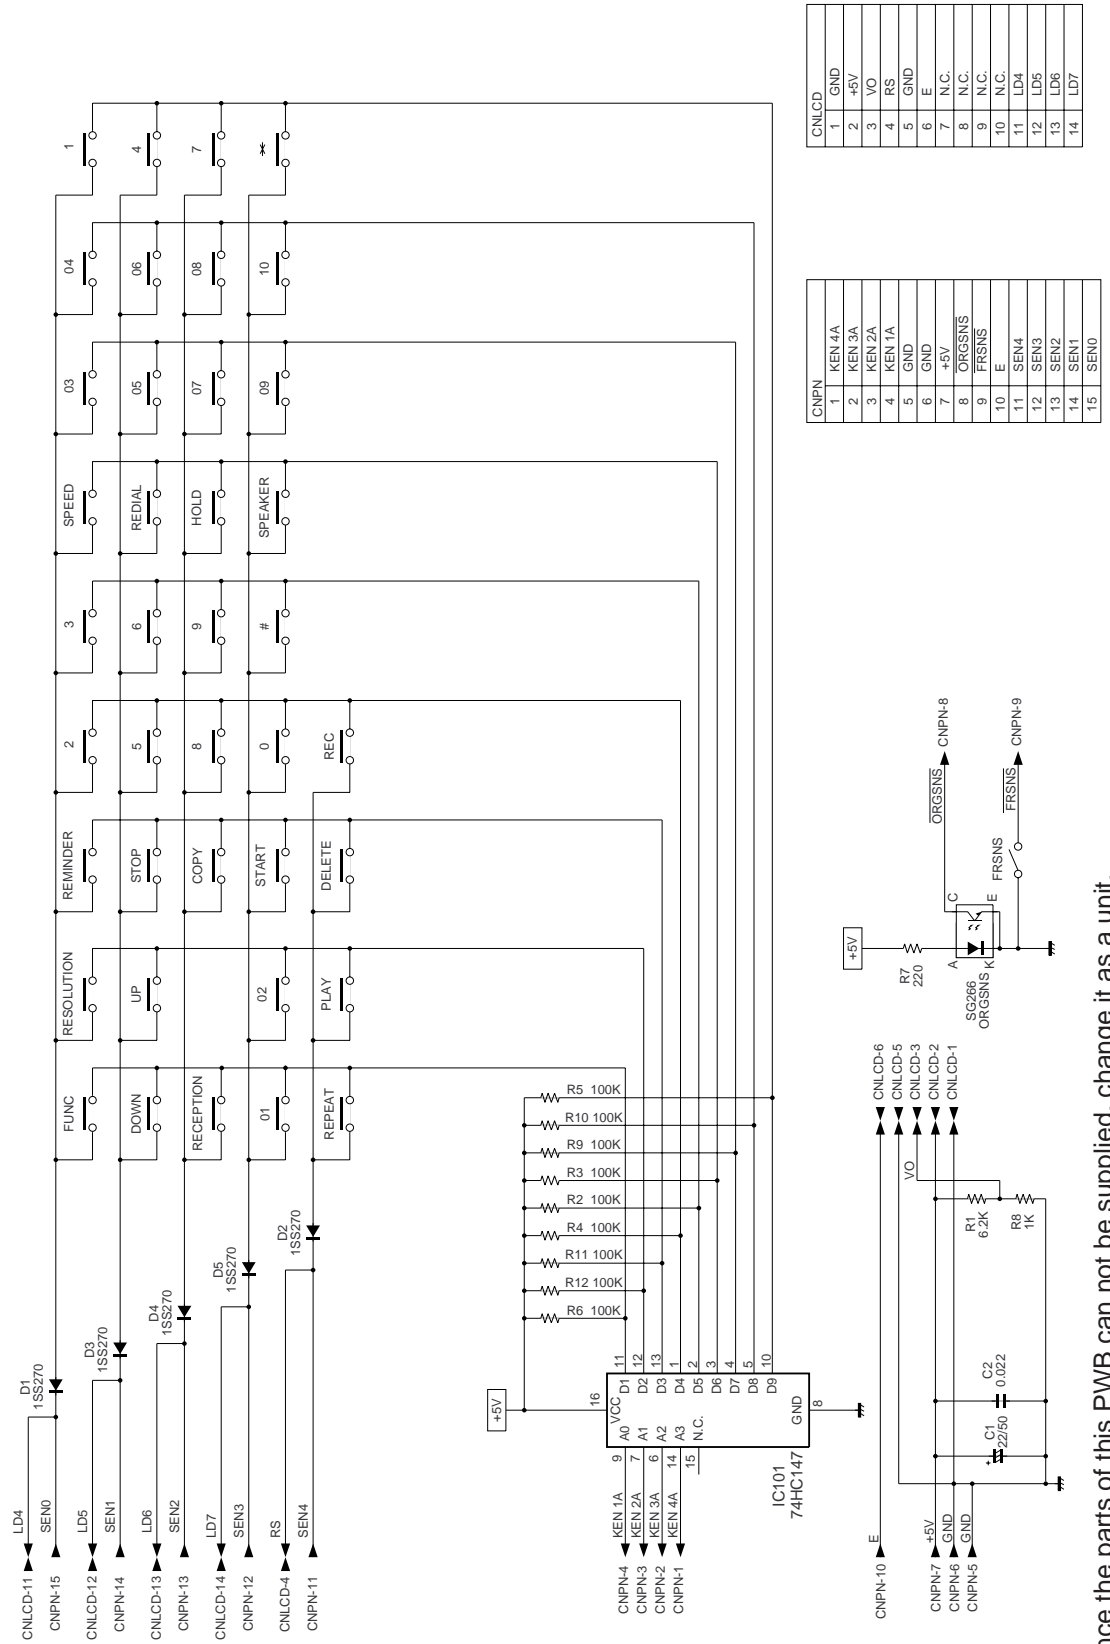 CNLCD-11 LD4
CNPN-15 SEN0
D1
1SS270
CNLCD-12 LD5
CNPN-14 SEN1
D3
1SS270
CNLCD-13 LD6
CNPN-13 SEN2
D4
1SS270
CNLCD-14 LD7
CNPN-12 SEN3
D5
1SS270
CNLCD-4 RS
CNPN-11 SEN4
D2
1SS270
FUNC RESOLUTION REMINDER 2 3 SPEED 03 04 1
DOWN UP STOP 5 6 REDIAL 05 06 4
RECEPTION COPY 8 9 HOLD 07 08 7
01 02 START 0 # SPEAKER 09 10 *
REPEAT PLAY DELETE REC
+5V
R5 100K
R10 100K
R9 100K
R3 100K
R2 100K
R4 100K
R11 100K
R12 100K
R6 100K
16 VCC
11 D1
12 D2
13 D3
1 D4
2 D5
3 D6
4 D7
5 D8
10 D9
9 A0
7 A1
6 A2
14 A3
15 N.C.
GND 8
IC101
74HC147
CNPN-4 KEN 1A
CNPN-3 KEN 2A
CNPN-2 KEN 3A
CNPN-1 KEN 4A
CNPN-10 E CNLCD-6
CNLCD-5
VO CNLCD-3
CNPN-7 +5V CNLCD-2
CNPN-6 GND CNLCD-1
CNPN-5 GND
+ C1
22/50
C2
0.022
R1
6.2K
R8
1K
+5V
R7
220
A C
K E
SG266
ORGSNS
ORGSNS CNPN-8
FRSNS
FRSNS CNPN-9
CNPN
1 KEN 4A
2 KEN 3A
3 KEN 2A
4 KEN 1A
5 GND
6 GND
7 +5V
8 ORGSNS
9 FRSNS
10 E
11 SEN4
12 SEN3
13 SEN2
14 SEN1
15 SEN0
CNLCD
1 GND
2 +5V
3 VO
4 RS
5 GND
6 E
7 N.C.
8 N.C.
9 N.C.
10 N.C.
11 LD4
12 LD5
13 LD6
14 LD7
the parts of this PWB can not be supplied, change it as a unit.